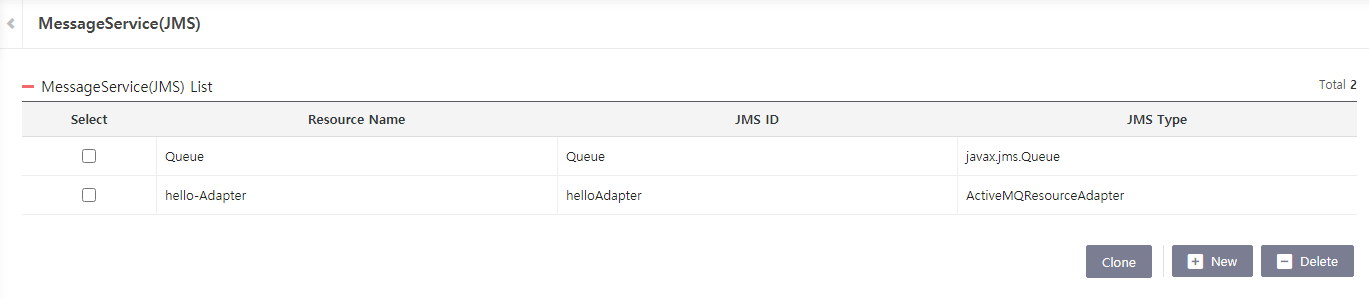 MessageService(JMS)
MessageService(JMS) List
Total 2
Select Resource Name JMS ID JMS Type
Queue Queue javax.jms.Queue
hello-Adapter helloAdapter ActiveMQResourceAdapter
Clone New Delete